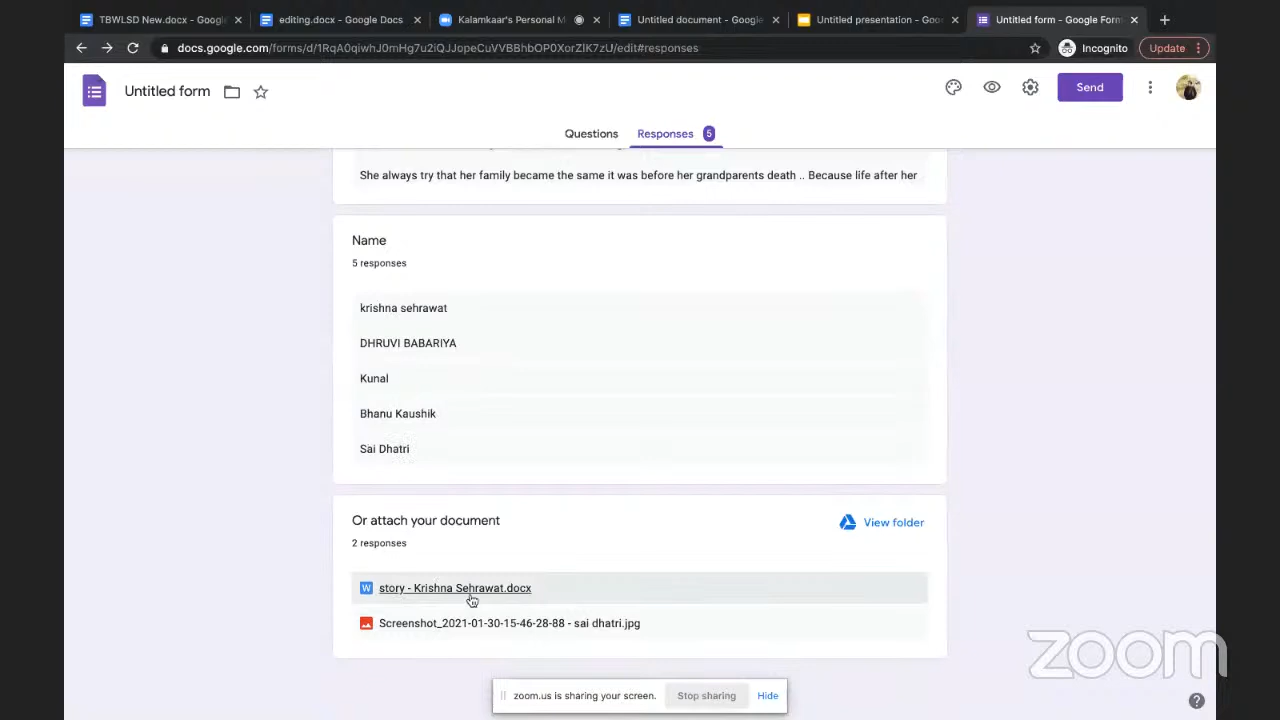 TBWLSD New.docx - Google
editing.docx - Google Docs
Kalamkaar's Personal M
Untitled document - Google
Untitled presentation - Goo
Untitled form - Google Form
docs.google.com/forms/d/1RqA0qiwhJ0mHg7u2iQJJopeCuVVBBhbOP0XorZIK7zU/edit#responses
Incognito
Update
Untitled form
Send
Questions
Responses 5
She always try that her family became the same it was before her grandparents death .. Because life after her
Name
5 responses
krishna sehrawat
DHRUVI BABARIYA
Kunal
Bhanu Kaushik
Sai Dhatri
Or attach your document
View folder
2 responses
W story - Krishna Sehrawat.docx
Screenshot_2021-01-30-15-46-28-88 - sai dhatri.jpg
zoom
zoom.us is sharing your screen.
Stop sharing
Hide